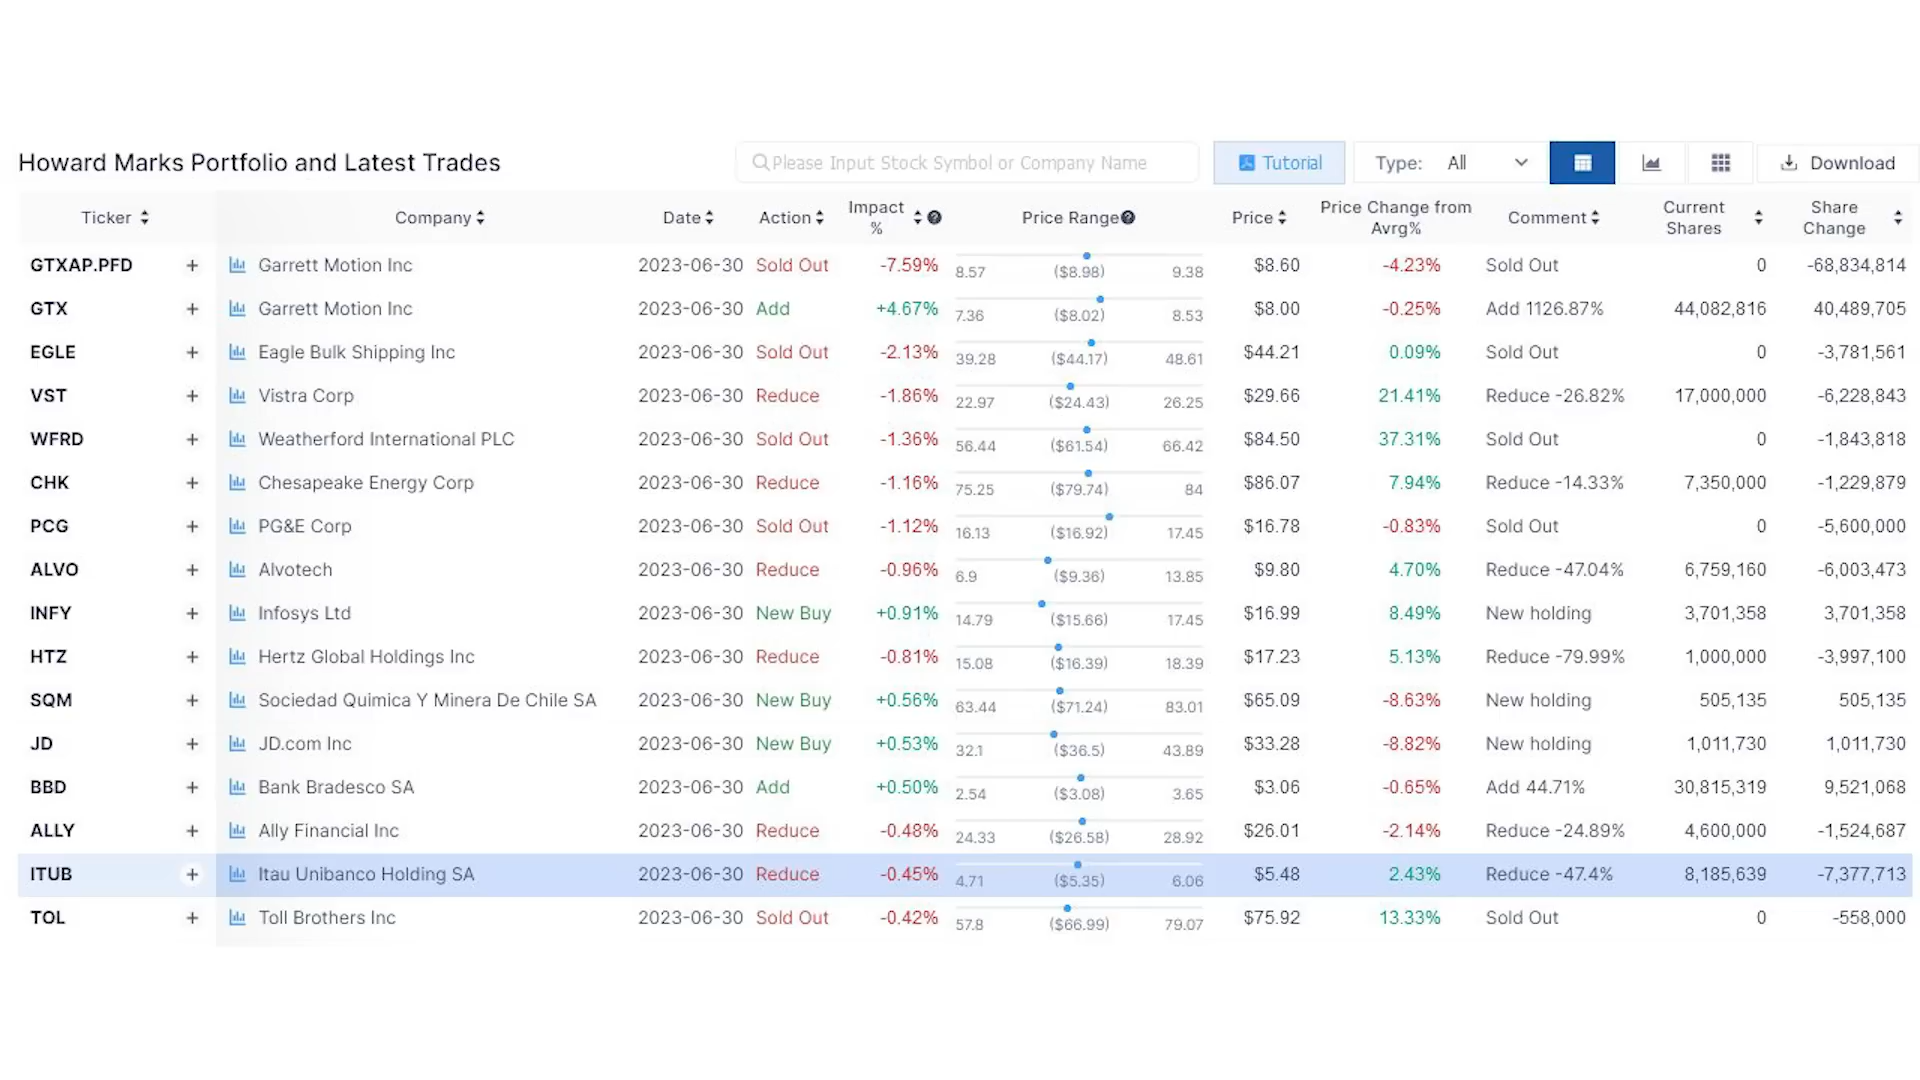 Howard Marks Portfolio and Latest Trades
Please Input Stock Symbol or Company Name
Tutorial
Type: All
Download
Ticker Company Date Action Impact % Price Range Price Price Change from Avrg% Comment Current Shares Share Change
GTXAP.PFD + Garrett Motion Inc 2023-06-30 Sold Out -7.59% 8.57 ($8.98) 9.38 $8.60 -4.23% Sold Out 0 -68,834,814
GTX + Garrett Motion Inc 2023-06-30 Add +4.67% 7.36 ($8.02) 8.53 $8.00 -0.25% Add 1126.87% 44,082,816 40,489,705
EGLE + Eagle Bulk Shipping Inc 2023-06-30 Sold Out -2.13% 39.28 ($44.17) 48.61 $44.21 0.09% Sold Out 0 -3,781,561
VST + Vistra Corp 2023-06-30 Reduce -1.86% 22.97 ($24.43) 26.25 $29.66 21.41% Reduce -26.82% 17,000,000 -6,228,843
WFRD + Weatherford International PLC 2023-06-30 Sold Out -1.36% 56.44 ($61.54) 66.42 $84.50 37.31% Sold Out 0 -1,843,818
CHK + Chesapeake Energy Corp 2023-06-30 Reduce -1.16% 75.25 ($79.74) 84 $86.07 7.94% Reduce -14.33% 7,350,000 -1,229,879
PCG + PG&E Corp 2023-06-30 Sold Out -1.12% 16.13 ($16.92) 17.45 $16.78 -0.83% Sold Out 0 -5,600,000
ALVO + Alvotech 2023-06-30 Reduce -0.96% 6.9 ($9.36) 13.85 $9.80 4.70% Reduce -47.04% 6,759,160 -6,003,473
INFY + Infosys Ltd 2023-06-30 New Buy +0.91% 14.79 ($15.66) 17.45 $16.99 8.49% New holding 3,701,358 3,701,358
HTZ + Hertz Global Holdings Inc 2023-06-30 Reduce -0.81% 15.08 ($16.39) 18.39 $17.23 5.13% Reduce -79.99% 1,000,000 -3,997,100
SQM + Sociedad Quimica Y Minera De Chile SA 2023-06-30 New Buy +0.56% 63.44 ($71.24) 83.01 $65.09 -8.63% New holding 505,135 505,135
JD + JD.com Inc 2023-06-30 New Buy +0.53% 32.1 ($36.5) 43.89 $33.28 -8.82% New holding 1,011,730 1,011,730
BBD + Bank Bradesco SA 2023-06-30 Add +0.50% 2.54 ($3.08) 3.65 $3.06 -0.65% Add 44.71% 30,815,319 9,521,068
ALLY + Ally Financial Inc 2023-06-30 Reduce -0.48% 24.33 ($26.58) 28.92 $26.01 -2.14% Reduce -24.89% 4,600,000 -1,524,687
ITUB + Itau Unibanco Holding SA 2023-06-30 Reduce -0.45% 4.71 ($5.35) 6.06 $5.48 2.43% Reduce -47.4% 8,185,639 -7,377,713
TOL + Toll Brothers Inc 2023-06-30 Sold Out -0.42% 57.8 ($66.99) 79.07 $75.92 13.33% Sold Out 0 -558,000